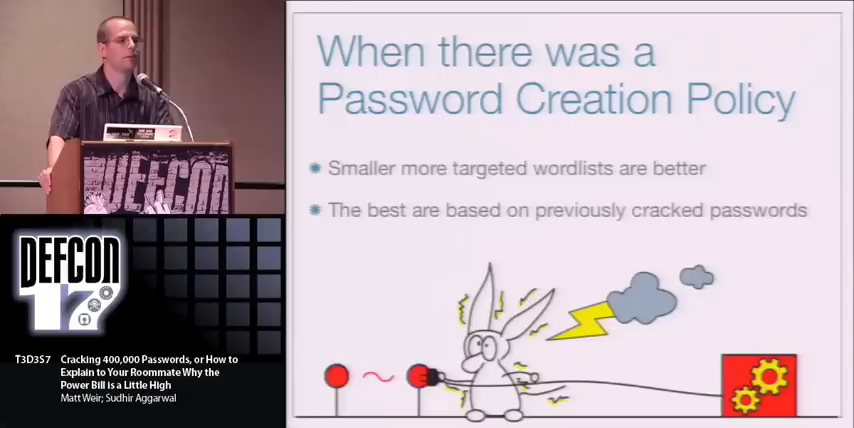 When there was a
Password Creation Policy
Smaller more targeted wordlists are better
The best are based on previously cracked passwords
DEFCON
DEFCON
17
T3D3S7 Cracking 400,000 Passwords, or How to
Explain to Your Roommate Why the
Power Bill is a Little High
Matt Weir; Sudhir Aggarwal